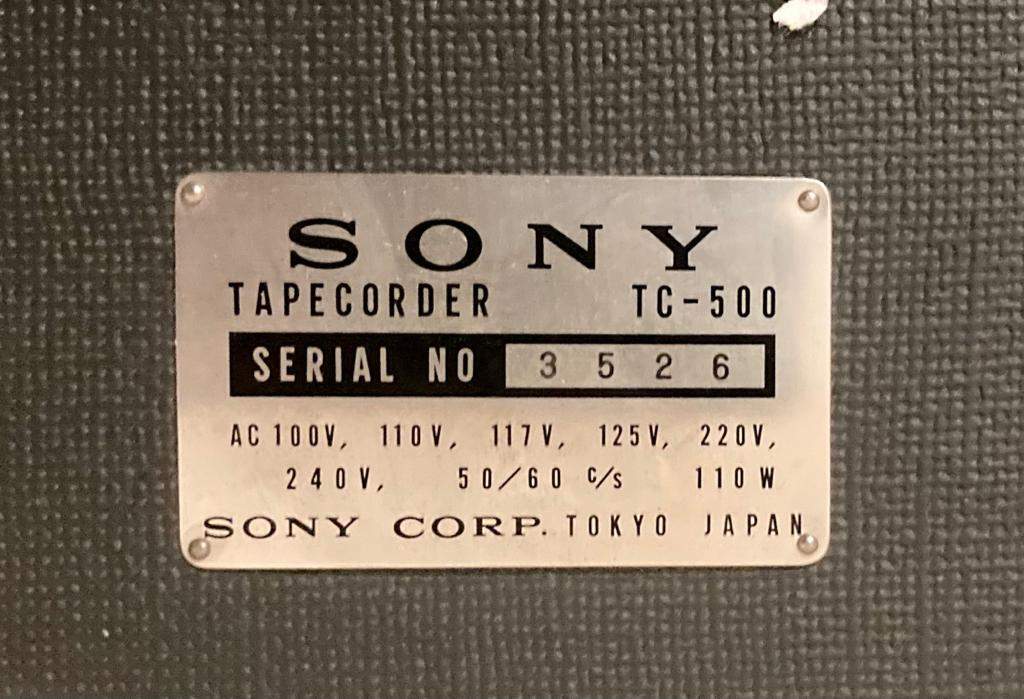 SONY
TAPECORDER TC-500
SERIAL NO 3526
AC 100V, 110V, 117V, 125V, 220V,
240V, 50/60 c/s 110W
SONY CORP. TOKYO JAPAN